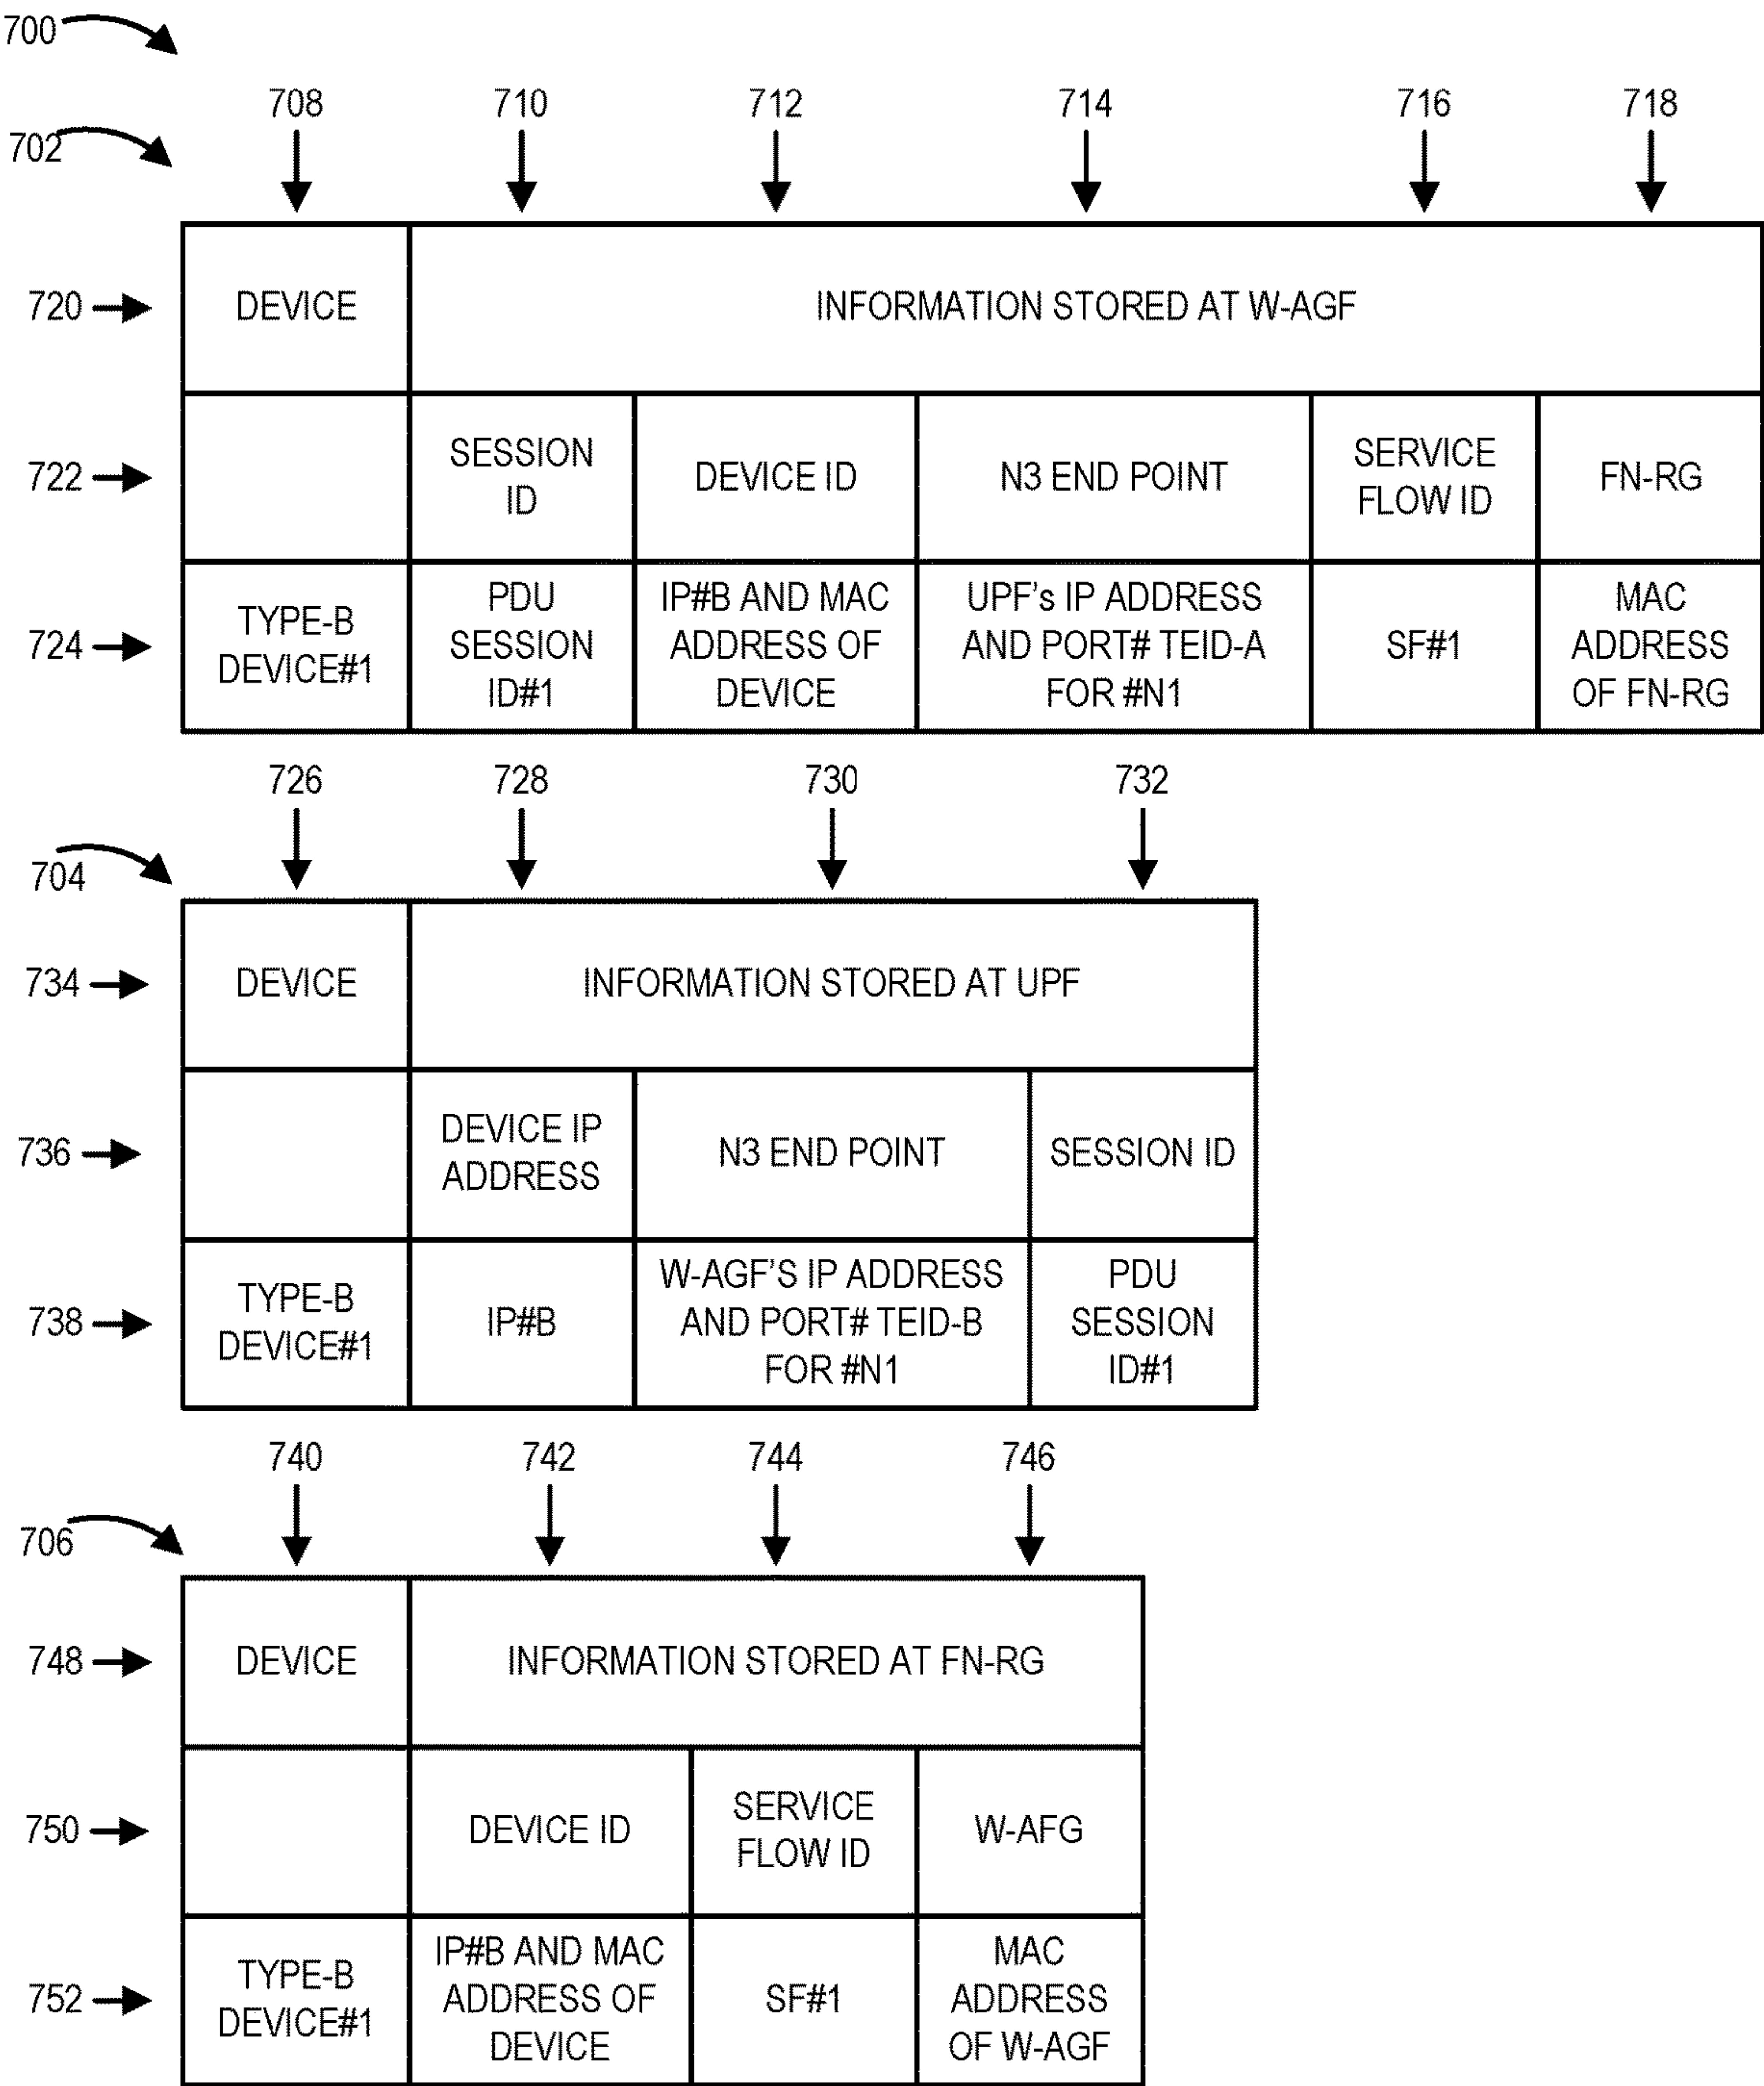 700
708 710 712 714 716 718
702
720 DEVICE INFORMATION STORED AT W-AGF
722 SESSION ID DEVICE ID N3 END POINT SERVICE FLOW ID FN-RG
724 TYPE-B DEVICE#1 PDU SESSION ID#1 IP#B AND MAC ADDRESS OF DEVICE UPF's IP ADDRESS AND PORT# TEID-A FOR #N1 SF#1 MAC ADDRESS OF FN-RG
726 728 730 732
704
734 DEVICE INFORMATION STORED AT UPF
736 DEVICE IP ADDRESS N3 END POINT SESSION ID
738 TYPE-B DEVICE#1 IP#B W-AGF'S IP ADDRESS AND PORT# TEID-B FOR #N1 PDU SESSION ID#1
740 742 744 746
706
748 DEVICE INFORMATION STORED AT FN-RG
750 DEVICE ID SERVICE FLOW ID W-AFG
752 TYPE-B DEVICE#1 IP#B AND MAC ADDRESS OF DEVICE SF#1 MAC ADDRESS OF W-AGF